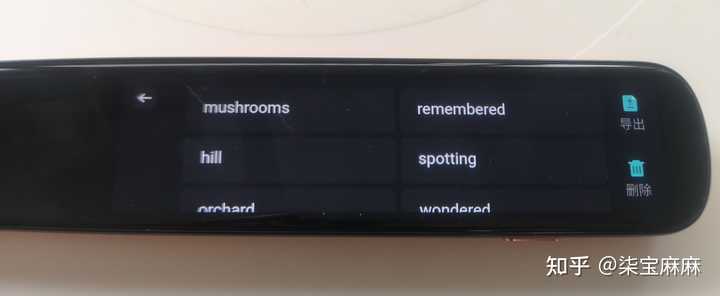 mushrooms
remembered
导出
hill
spotting
删除
orchard
wondered
知乎 @柒宝麻麻